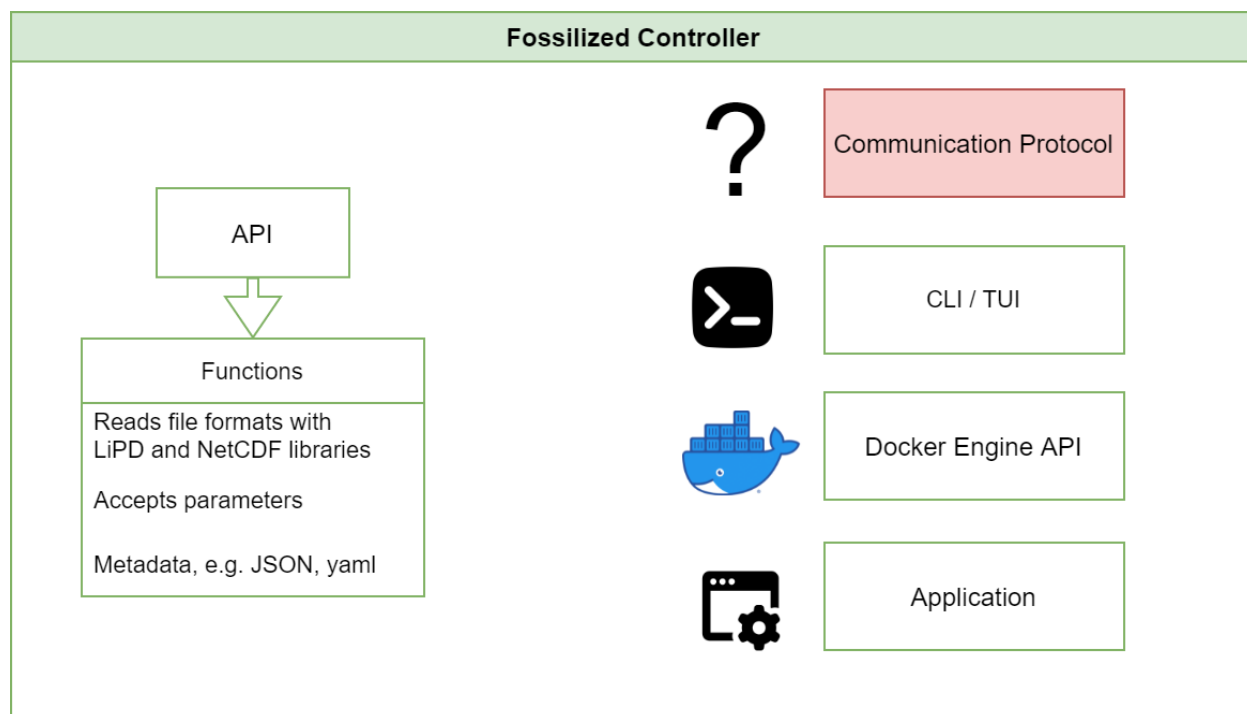 Fossilized Controller
API
Functions
Reads file formats with
LiPD and NetCDF libraries
Accepts parameters
Metadata, e.g. JSON, yaml
?
Communication Protocol
CLI / TUI
Docker Engine API
Application